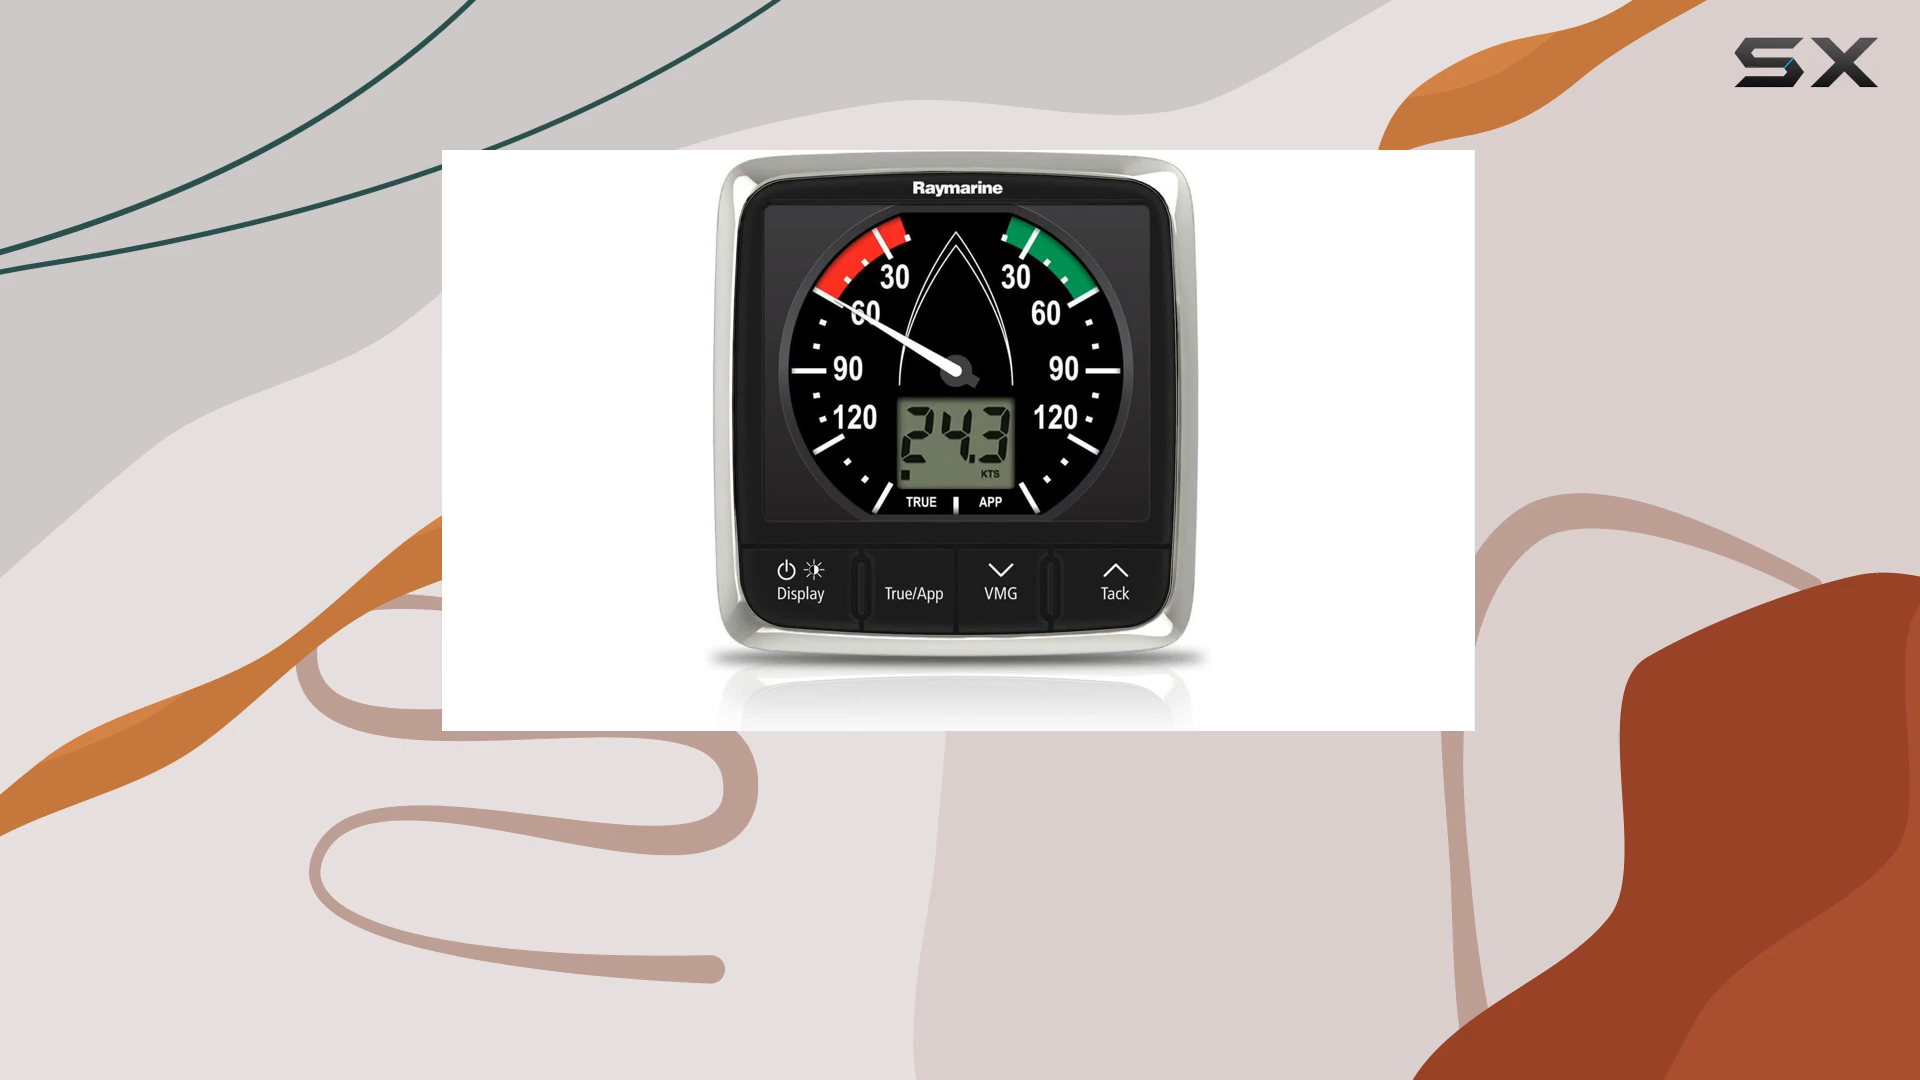 SX
Raymarine
30 30
60 60
90 90
120 120
24.3
KTS
TRUE APP
Display True/App VMG Tack